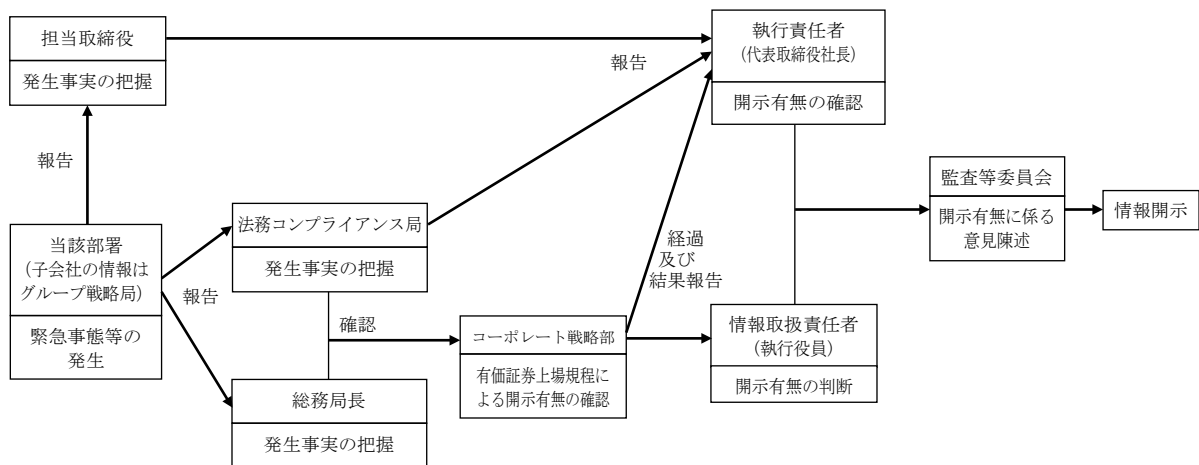 担当取締役
発生事実の把握
報告
当該部署
（子会社の情報は
グループ戦略局）
緊急事態等の
発生
報告
法務コンプライアンス局
発生事実の把握
確認
総務局長
発生事実の把握
コーポレート戦略部
有価証券上場規程に
よる開示有無の確認
報告
経過
及び
結果報告
執行責任者
（代表取締役社長）
開示有無の確認
情報取扱責任者
（執行役員）
開示有無の判断
監査等委員会
開示有無に係る
意見陳述
情報開示